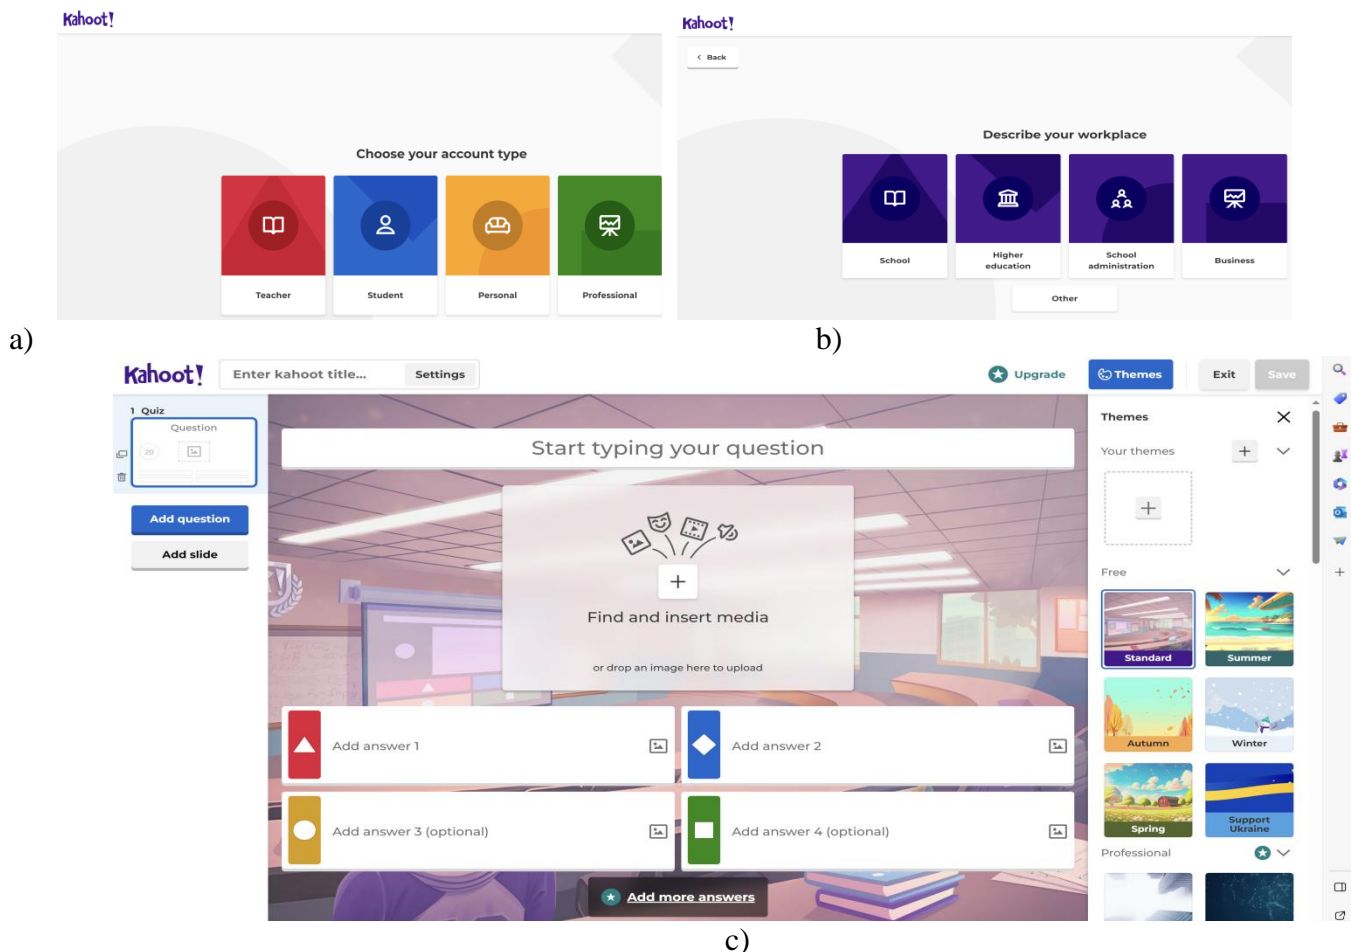 Kahoot!
Choose your account type
Teacher
Student
Personal
Professional
a)
Kahoot!
< Back
Describe your workplace
School
Higher
education
School
administration
Business
Other
b)
Kahoot!
Enter kahoot title...
Settings
Upgrade
Themes
Exit
Save
1 Quiz
Question
20
Add question
Add slide
Start typing your question
Find and insert media
or drop an image here to upload
Add answer 1
Add answer 2
Add answer 3 (optional)
Add answer 4 (optional)
Add more answers
Themes
Your themes
Free
Standard
Summer
Autumn
Winter
Spring
Support
Ukraine
Professional
c)